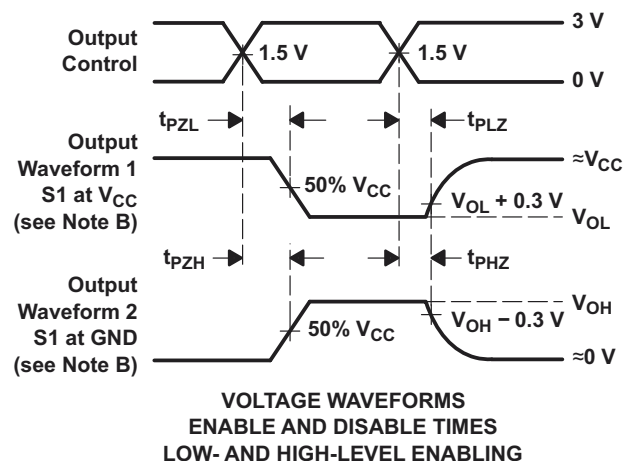 Output
Control
1.5 V
1.5 V
3 V
0 V
tPZL
tPLZ
Output
Waveform 1
S1 at VCC
(see Note B)
50% VCC
≈VCC
VOL + 0.3 V
VOL
tPZH
tPHZ
Output
Waveform 2
S1 at GND
(see Note B)
50% VCC
VOH
VOH − 0.3 V
≈0 V
VOLTAGE WAVEFORMS
ENABLE AND DISABLE TIMES
LOW- AND HIGH-LEVEL ENABLING